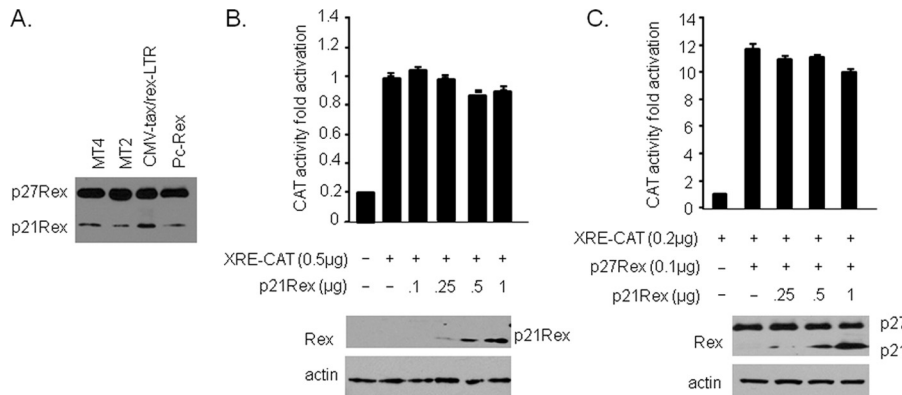 A.
MT4
MT2
CMV-tax/rex-LTR
Pc-Rex
p27Rex
p21Rex
B.
CAT activity fold activation
1.4
1.2
1
0.8
0.6
0.4
0.2
0
XRE-CAT (0.5µg) – + + + + +
p21Rex (µg) – – .1 .25 .5 1
Rex p21Rex
actin
C.
CAT activity fold activation
14
12
10
8
6
14
2
0
XRE-CAT (0.2µg) + + + + +
p27Rex (0.1µg) – + + + +
p21Rex (µg) – – .25 .5 1
p27
Rex
p21
actin